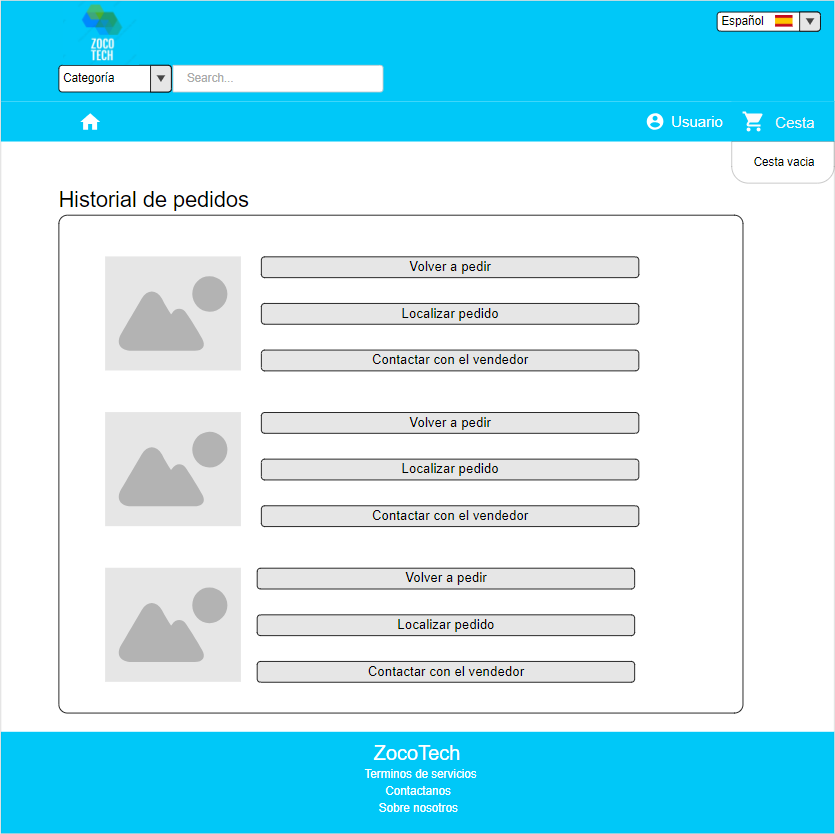 ZOCO
TECH
Español
Categoría
Search...
Usuario
Cesta
Cesta vacia
Historial de pedidos
Volver a pedir
Localizar pedido
Contactar con el vendedor
Volver a pedir
Localizar pedido
Contactar con el vendedor
Volver a pedir
Localizar pedido
Contactar con el vendedor
ZocoTech
Terminos de servicios
Contactanos
Sobre nosotros